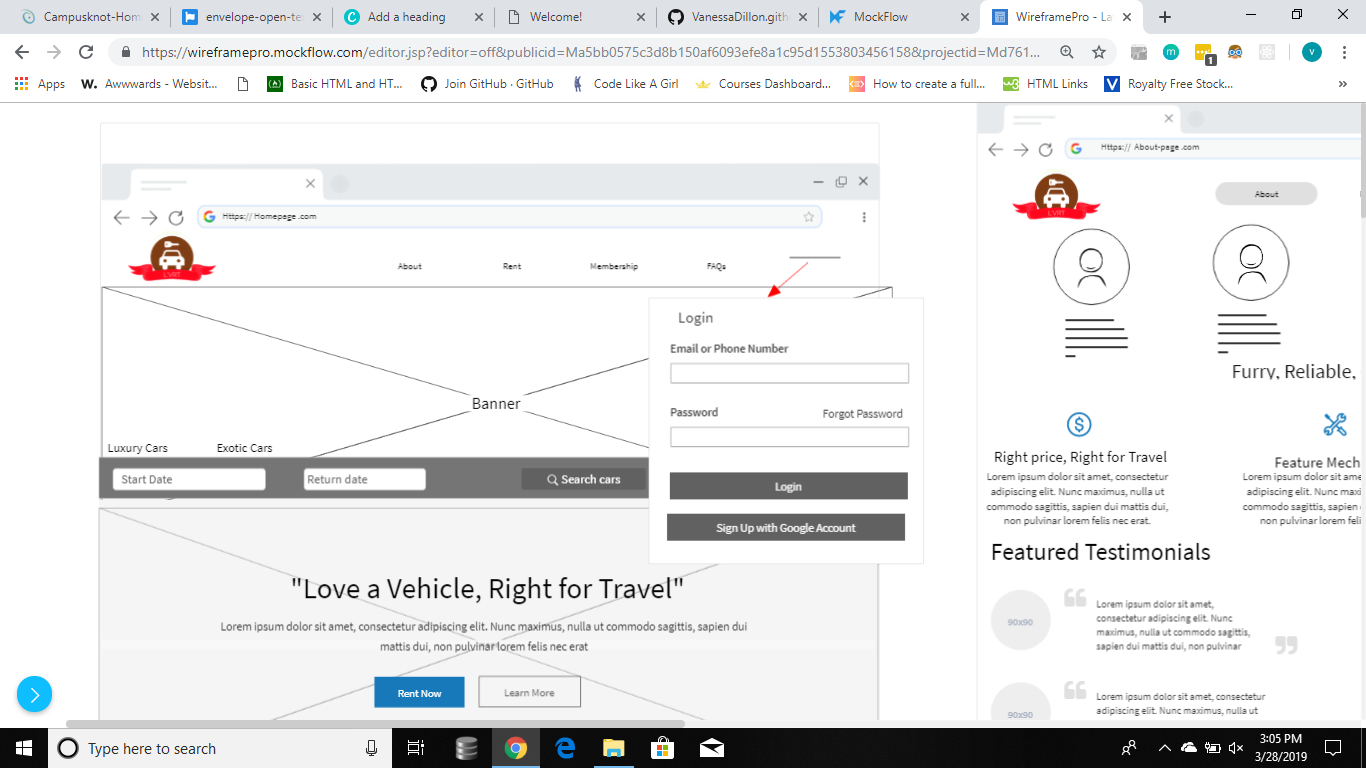 Campusknot-Hom
envelope-open-te
Add a heading
Welcome!
VanessaDillon.gith
MockFlow
WireframePro - La
https://wireframepro.mockflow.com/editor.jsp?editor=off&publicid=Ma5bb0575c3d8b150af6093efe8a1c95d1553803456158&projectid=Md761...
m
1
v
Apps
W. Awwwards - Websit...
Basic HTML and HT...
Join GitHub · GitHub
Code Like A Girl
Courses Dashboard...
How to create a full...
HTML Links
Royalty Free Stock...
»
Https:// Homepage .com
L'VRT
About
Rent
Membership
FAQs
Login
Email or Phone Number
Password
Forgot Password
Login
Sign Up with Google Account
Banner
Luxury Cars
Exotic Cars
Start Date
Return date
Search cars
"Love a Vehicle, Right for Travel"
Lorem ipsum dolor sit amet, consectetur adipiscing elit. Nunc maximus, nulla ut commodo sagittis, sapien dui
mattis dui, non pulvinar lorem felis nec erat
Rent Now
Learn More
Https:// About-page .com
L'VRT
About
Furry, Reliable,
Right price, Right for Travel
Lorem ipsum dolor sit amet, consectetur
adipiscing elit. Nunc maximus, nulla ut
commodo sagittis, sapien dui mattis dui,
non pulvinar lorem felis nec erat.
Feature Mech
Lorem ipsum dolor sit am
adipiscing elit. Nunc maxi
commodo sagittis, sapien
non pulvinar lorem feli
Featured Testimonials
90x90
Lorem ipsum dolor sit amet,
consectetur adipiscing elit. Nunc
maximus, nulla ut commodo sagittis,
sapien dui mattis dui, non pulvinar
90x90
Lorem ipsum dolor sit amet, consectetur
adipiscing elit. Nunc maximus, nulla ut
Type here to search
3:05 PM
3/28/2019